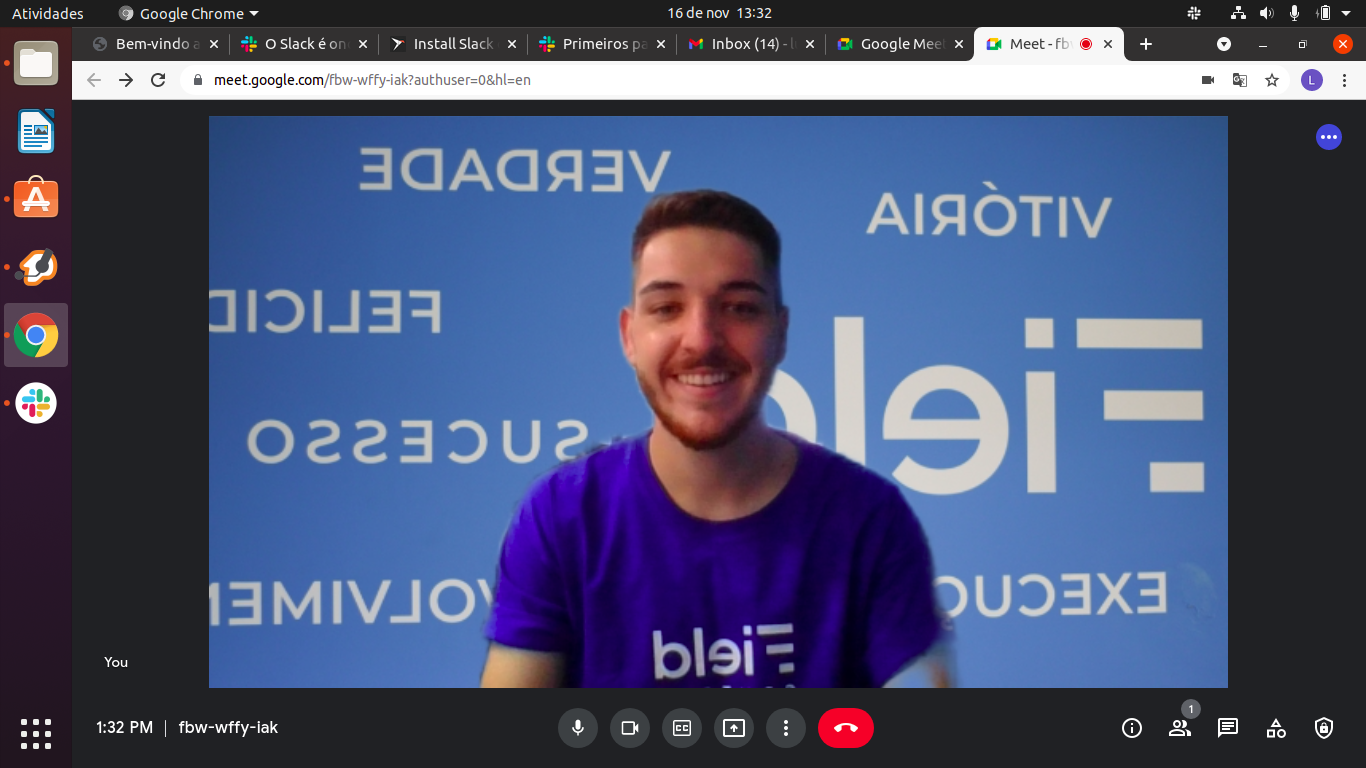 Atividades
Google Chrome
16 de nov 13:32
Bem-vindo a
O Slack é on
Install Slack
Primeiros pa
Inbox (14) - l
Google Meet
Meet - fb
meet.google.com/fbw-wffy-iak?authuser=0&hl=en
L
VERDADE
VITÓRIA
FELICID
Field
SUCESSO
VOLVIMEN
EXECUÇ
Field
You
1:32 PM
fbw-wffy-iak
1